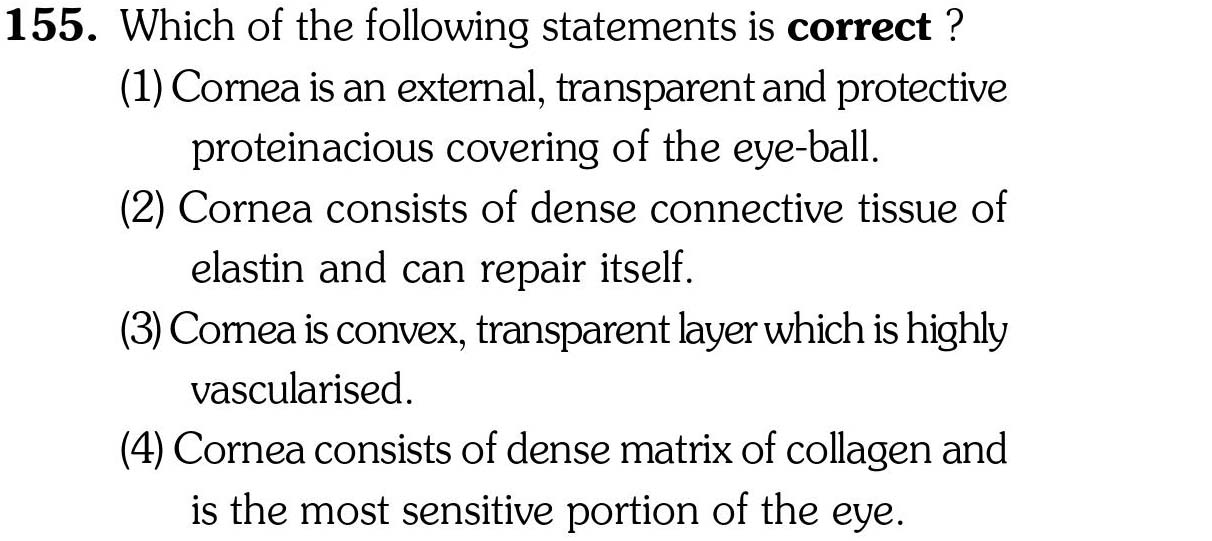 155. Which of the following statements is correct ?
(1) Cornea is an external, transparent and protective
proteinacious covering of the eye-ball.
(2) Cornea consists of dense connective tissue of
elastin and can repair itself.
(3) Cornea is convex, transparent layer which is highly
vascularised.
(4) Cornea consists of dense matrix of collagen and
is the most sensitive portion of the eye.